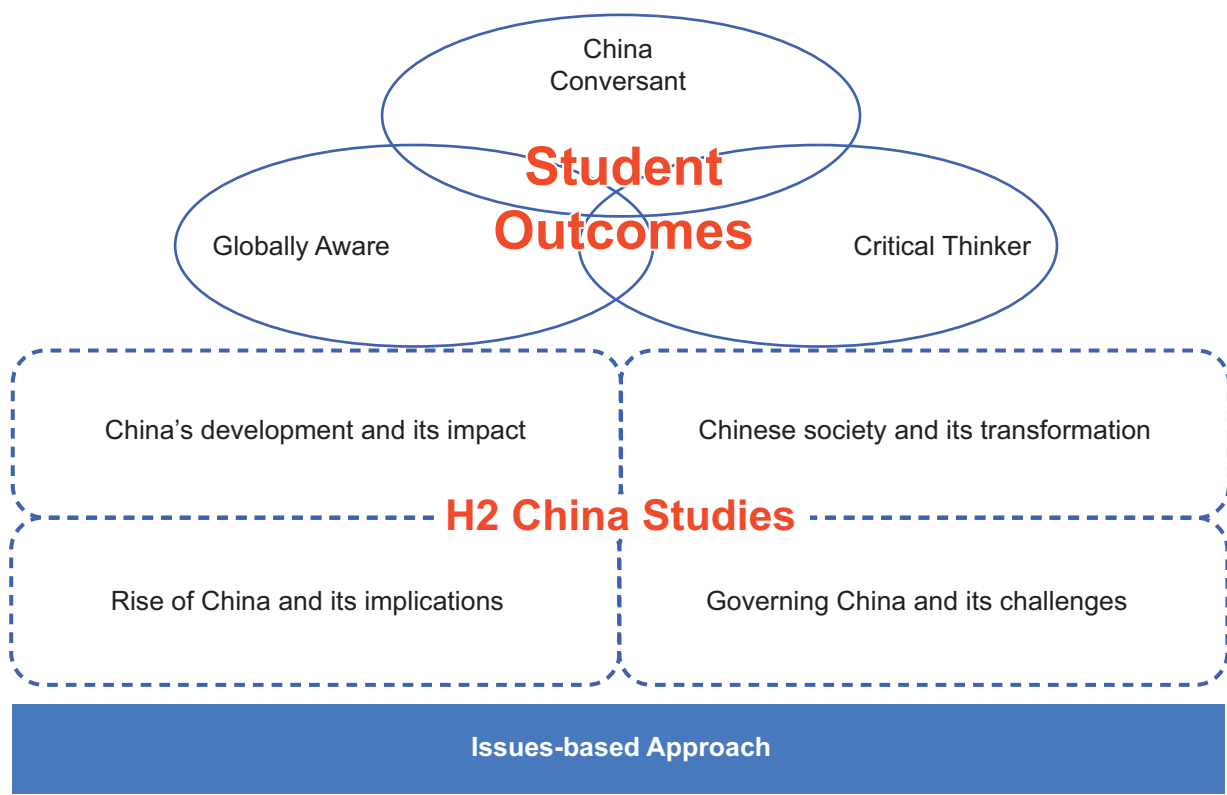 China
Conversant
Student
Outcomes
Globally Aware
Critical Thinker
China’s development and its impact
Chinese society and its transformation
H2 China Studies
Rise of China and its implications
Governing China and its challenges
Issues-based Approach